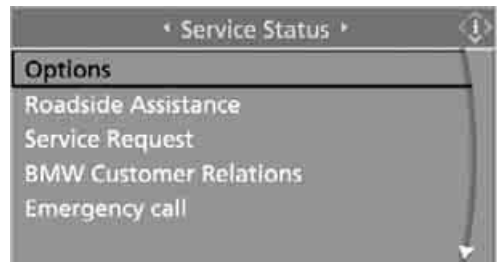 Service Status
Options
Roadside Assistance
Service Request
BMW Customer Relations
Emergency call